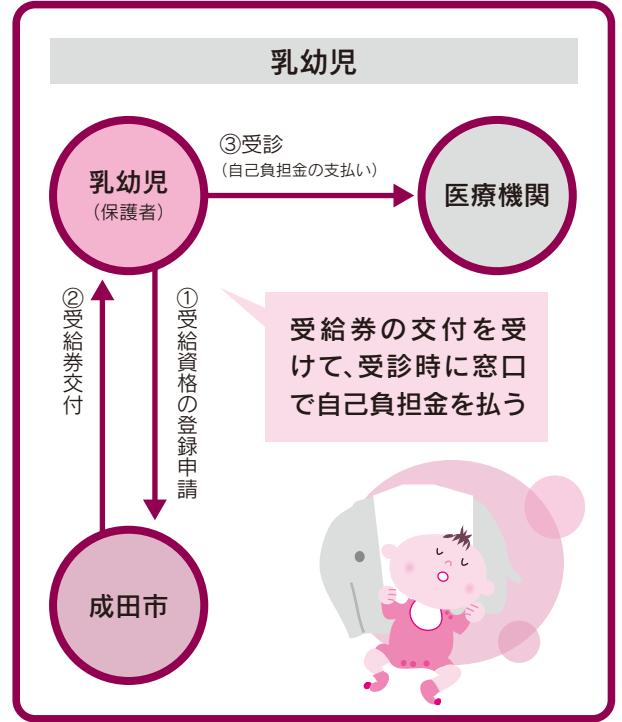 乳幼児
乳幼児
（保護者）
③受診
（自己負担金の支払い）
医療機関
②受給券交付
①受給資格の登録申請
受給券の交付を受
けて、受診時に窓口
で自己負担金を払う
成田市